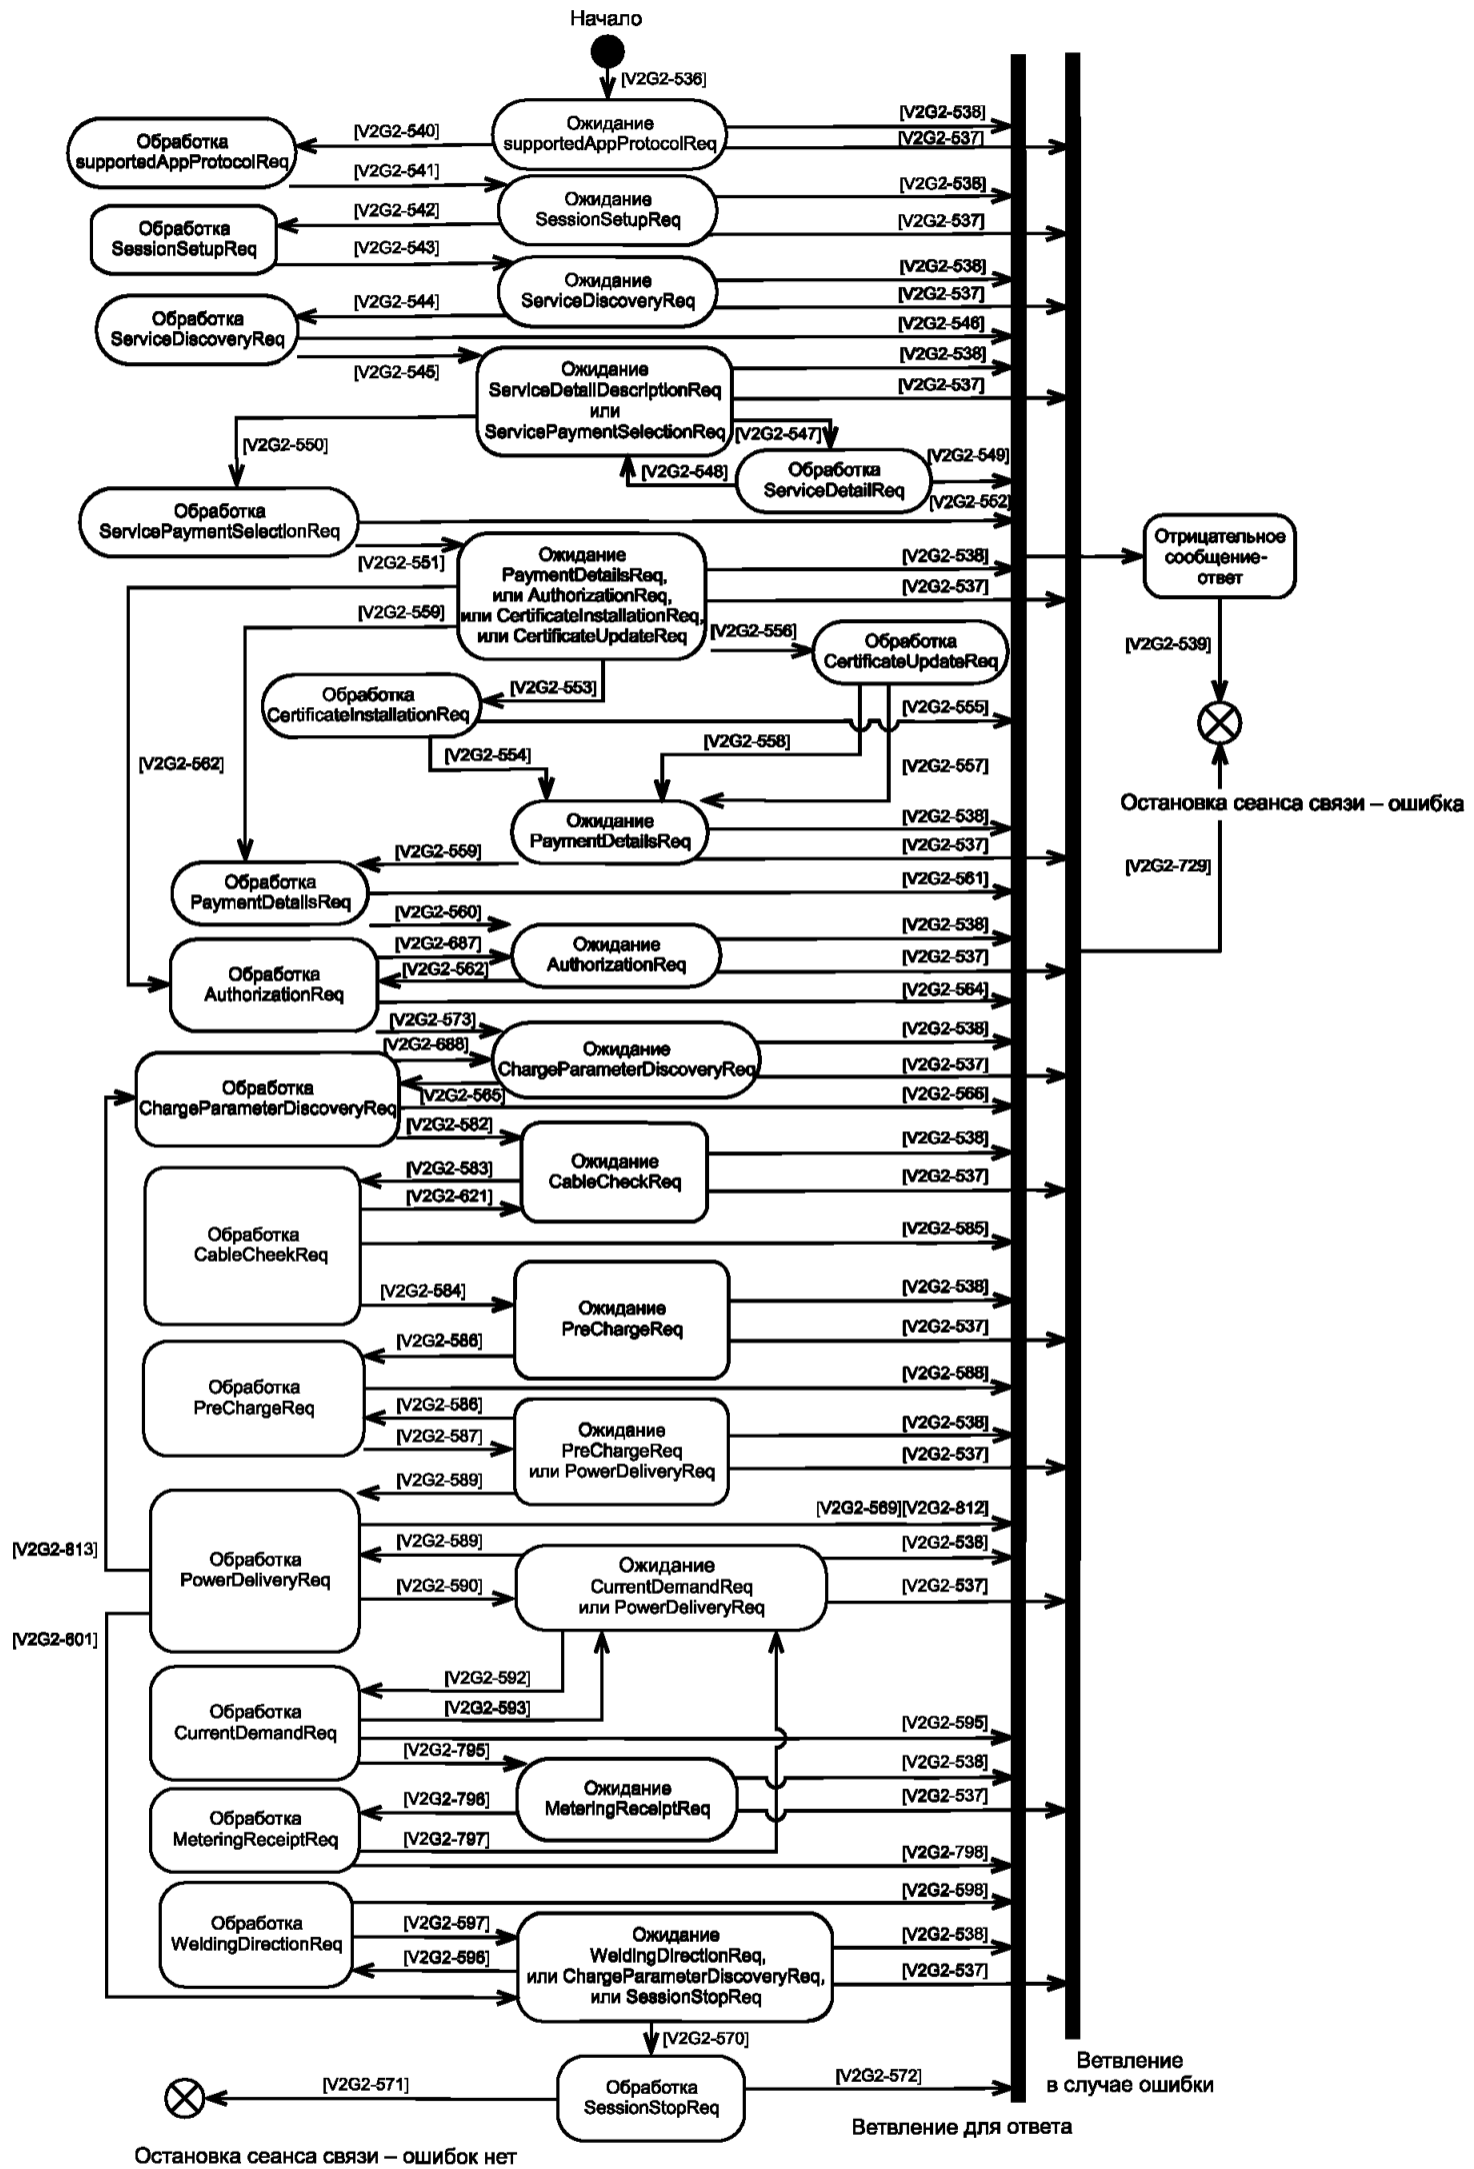 Начало
[V2G2-536]
Ожидание
supportedAppProtocolReq
[V2G2-538]
[V2G2-537]
[V2G2-540]
Обработка
supportedAppProtocolReq
[V2G2-541]
Ожидание
SessionSetupReq
[V2G2-538]
[V2G2-537]
[V2G2-542]
Обработка
SessionSetupReq
[V2G2-543]
Ожидание
ServiceDiscoveryReq
[V2G2-538]
[V2G2-537]
[V2G2-544]
Обработка
ServiceDiscoveryReq
[V2G2-546]
[V2G2-545]
Ожидание
ServiceDetailDescriptionReq
или
ServicePaymentSelectionReq
[V2G2-538]
[V2G2-537]
[V2G2-550]
[V2G2-547]
[V2G2-548]
Обработка
ServiceDetailReq
[V2G2-549]
[V2G2-552]
Обработка
ServicePaymentSelectionReq
[V2G2-551]
Ожидание
PaymentDetailsReq,
или AuthorizationReq,
или CertificateInstallationReq,
или CertificateUpdateReq
[V2G2-538]
[V2G2-537]
Отрицательное
сообщение-
ответ
[V2G2-539]
[V2G2-559]
[V2G2-556]
Обработка
CertificateUpdateReq
[V2G2-553]
Обработка
CertificateInstallationReq
[V2G2-555]
[V2G2-562]
[V2G2-554]
[V2G2-558]
[V2G2-557]
Остановка сеанса связи – ошибка
[V2G2-729]
Ожидание
PaymentDetailsReq
[V2G2-538]
[V2G2-537]
[V2G2-559]
Обработка
PaymentDetailsReq
[V2G2-561]
[V2G2-560]
[V2G2-687]
[V2G2-562]
Ожидание
AuthorizationReq
[V2G2-538]
[V2G2-537]
Обработка
AuthorizationReq
[V2G2-564]
[V2G2-573]
[V2G2-688]
Ожидание
ChargeParameterDiscoveryReq
[V2G2-538]
[V2G2-537]
[V2G2-565]
Обработка
ChargeParameterDiscoveryReq
[V2G2-566]
[V2G2-582]
Ожидание
CableCheckReq
[V2G2-538]
[V2G2-537]
[V2G2-583]
[V2G2-621]
Обработка
CableCheekReq
[V2G2-585]
[V2G2-584]
Ожидание
PreChargeReq
[V2G2-538]
[V2G2-537]
[V2G2-586]
Обработка
PreChargeReq
[V2G2-588]
[V2G2-586]
[V2G2-587]
Ожидание
PreChargeReq
или PowerDeliveryReq
[V2G2-538]
[V2G2-537]
[V2G2-589]
[V2G2-569][V2G2-812]
[V2G2-813]
Обработка
PowerDeliveryReq
[V2G2-589]
[V2G2-590]
Ожидание
CurrentDemandReq
или PowerDeliveryReq
[V2G2-538]
[V2G2-537]
[V2G2-601]
[V2G2-592]
[V2G2-593]
Обработка
CurrentDemandReq
[V2G2-595]
[V2G2-795]
Ожидание
MeteringReceiptReq
[V2G2-538]
[V2G2-537]
[V2G2-796]
Обработка
MeteringReceiptReq
[V2G2-797]
[V2G2-798]
[V2G2-598]
Обработка
WeldingDirectionReq
[V2G2-597]
[V2G2-596]
Ожидание
WeldingDirectionReq,
или ChargeParameterDiscoveryReq,
или SessionStopReq
[V2G2-538]
[V2G2-537]
[V2G2-570]
[V2G2-571]
Обработка
SessionStopReq
[V2G2-572]
Ветвление
в случае ошибки
Ветвление для ответа
Остановка сеанса связи – ошибок нет